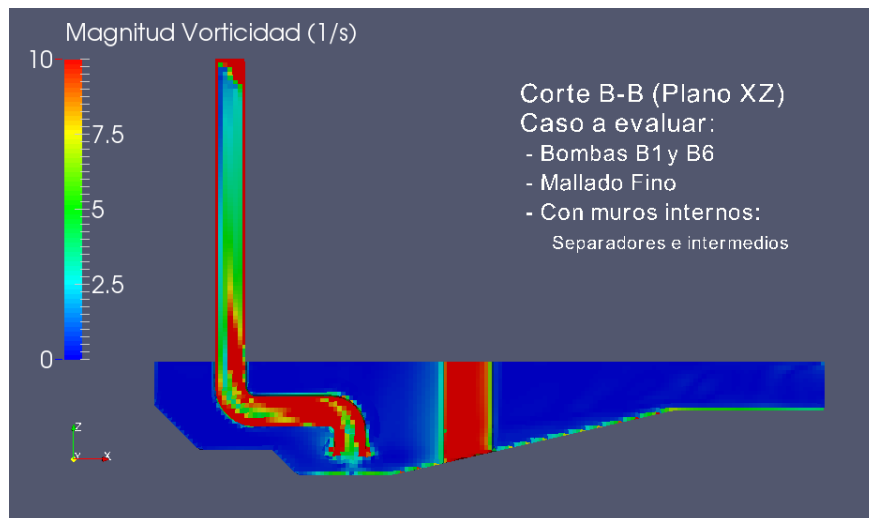 Magnitud Vorticidad (1/s)
10
7.5
5
2.5
0
Corte B-B (Plano XZ)
Caso a evaluar:
- Bombas B1 y B6
- Mallado Fino
- Con muros internos:
Separadores e intermedios
Z
Y
X